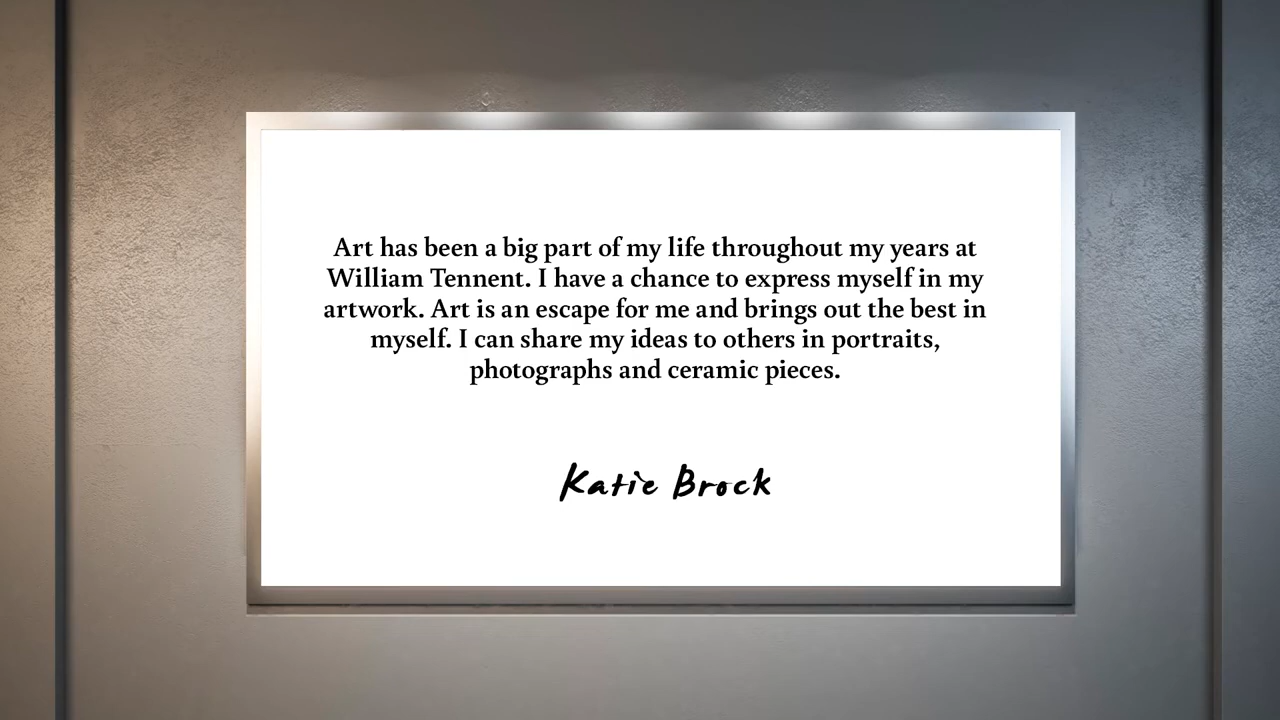 Art has been a big part of my life throughout my years at
William Tennent. I have a chance to express myself in my
artwork. Art is an escape for me and brings out the best in
myself. I can share my ideas to others in portraits,
photographs and ceramic pieces.
Katie Brock